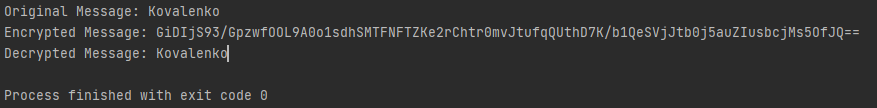 Original Message: Kovalenko
Encrypted Message: GiDIjS93/GpzwfOOL9A0o1sdhSMTFNFTZKe2rChtr0mvJtufqQUthD7K/b1QeSVjJtb0j5auZIusbcjMs5OfJQ==
Decrypted Message: Kovalenko
Process finished with exit code 0